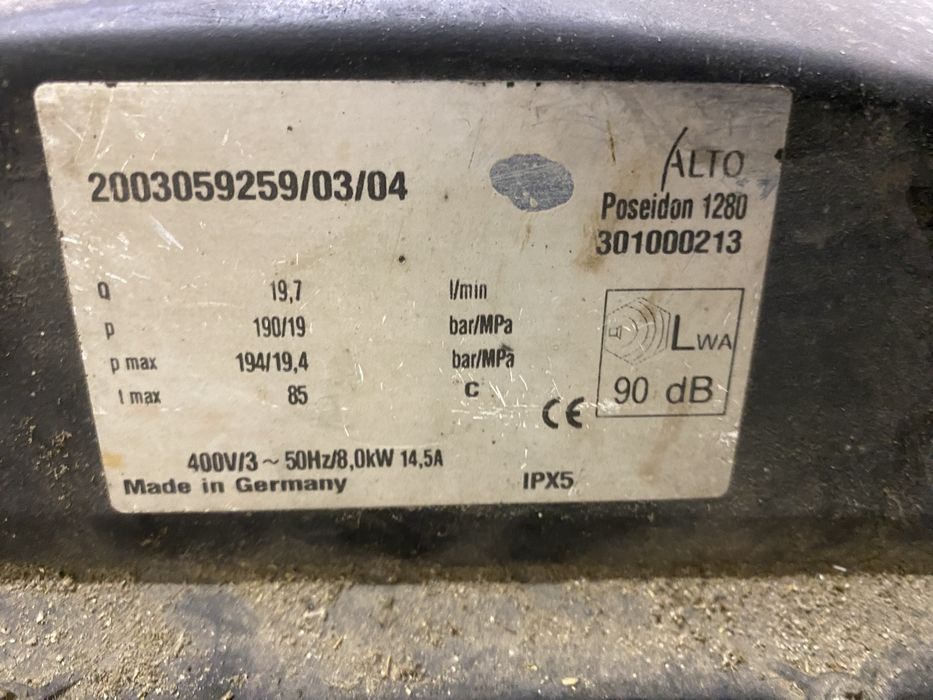 2003059259/03/04
ALTO
Poseidon 1280
301000213
Q 19,7 l/min
p 190/19 bar/MPa
p max 194/19,4 bar/MPa
t max 85 C
LWA
90 dB
CE
400V/3 ~ 50Hz/8,0kW 14,5A
Made in Germany
IPX5